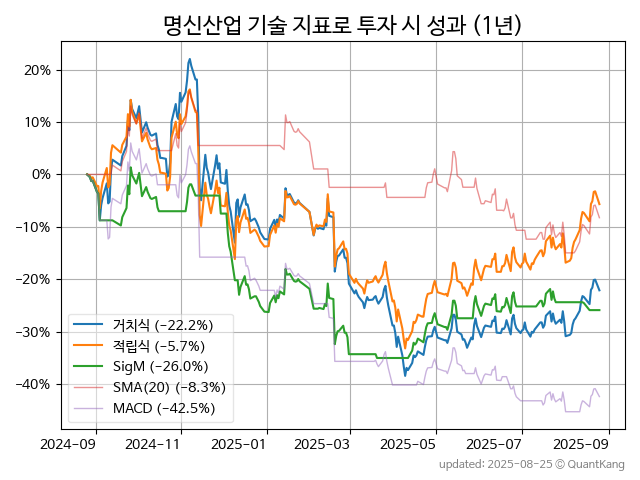 명신산업 기술 지표로 투자 시 성과 (1년)
20%
10%
0%
−10%
−20%
−30%
−40%
거치식 (−22.2%)
적립식 (−5.7%)
SigM (−26.0%)
SMA(20) (−8.3%)
MACD (−42.5%)
2024-09 2024-11 2025-01 2025-03 2025-05 2025-07 2025-09
updated: 2025-08-25 © QuantKang